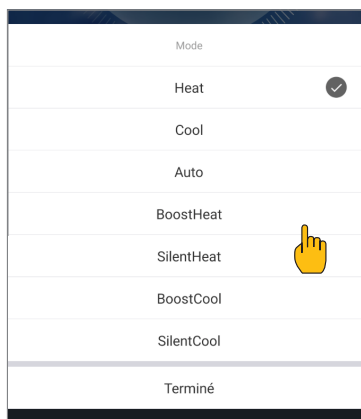 Mode
Heat
Cool
Auto
BoostHeat
SilentHeat
BoostCool
SilentCool
Terminé